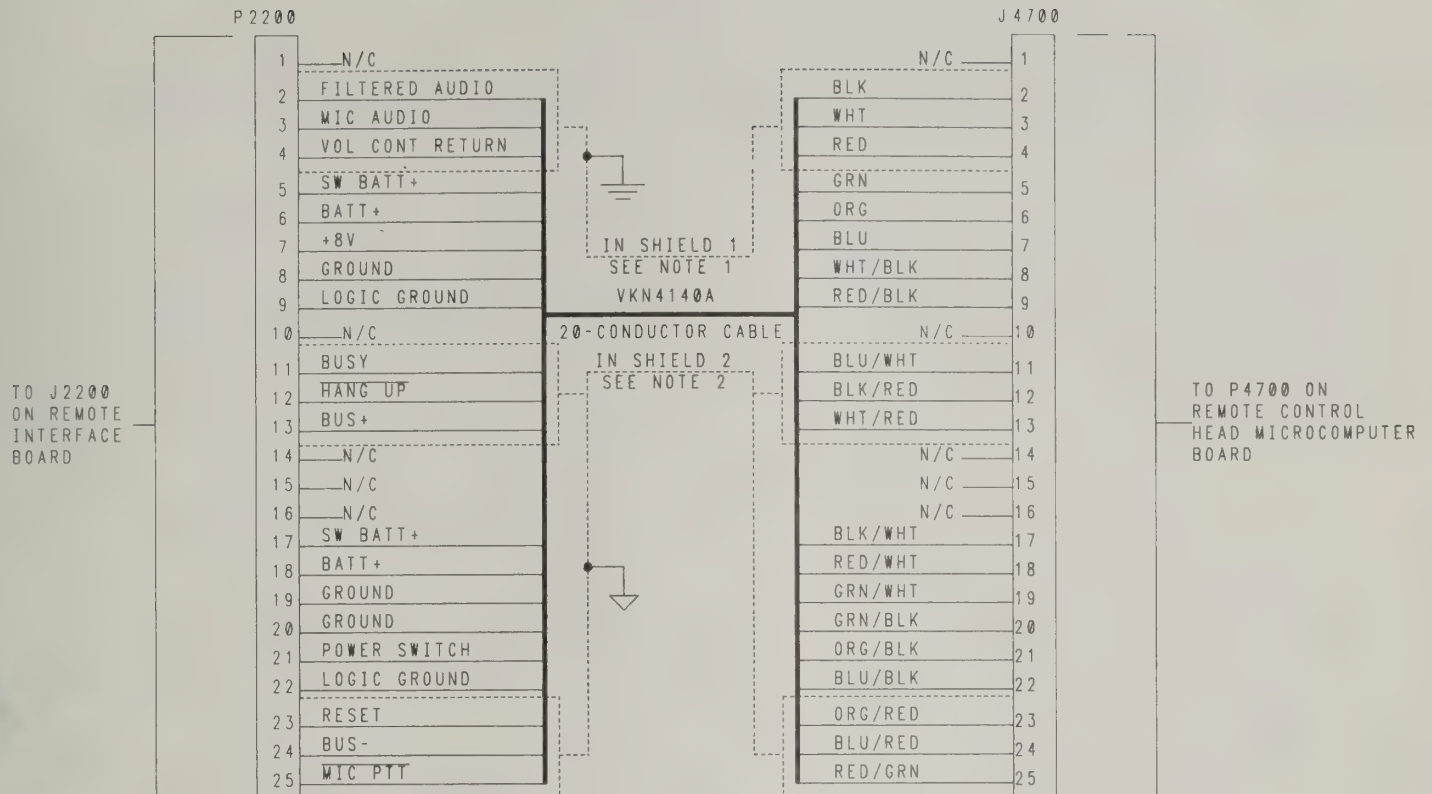 P2200 J4700
1 N/C N/C 1
2 FILTERED AUDIO BLK 2
3 MIC AUDIO WHT 3
4 VOL CONT RETURN RED 4
5 SW BATT+ GRN 5
6 BATT+ ORG 6
7 +8V BLU 7
IN SHIELD 1
SEE NOTE 1
8 GROUND WHT/BLK 8
9 LOGIC GROUND RED/BLK 9
VKN4140A
20-CONDUCTOR CABLE
10 N/C N/C 10
IN SHIELD 2
SEE NOTE 2
11 BUSY BLU/WHT 11
12 HANG UP BLK/RED 12
13 BUS+ WHT/RED 13
TO J2200
ON REMOTE
INTERFACE
BOARD
TO P4700 ON
REMOTE CONTROL
HEAD MICROCOMPUTER
BOARD
14 N/C N/C 14
15 N/C N/C 15
16 N/C N/C 16
17 SW BATT+ BLK/WHT 17
18 BATT+ RED/WHT 18
19 GROUND GRN/WHT 19
20 GROUND GRN/BLK 20
21 POWER SWITCH ORG/BLK 21
22 LOGIC GROUND BLU/BLK 22
23 RESET ORG/RED 23
24 BUS- BLU/RED 24
25 MIC PTT RED/GRN 25